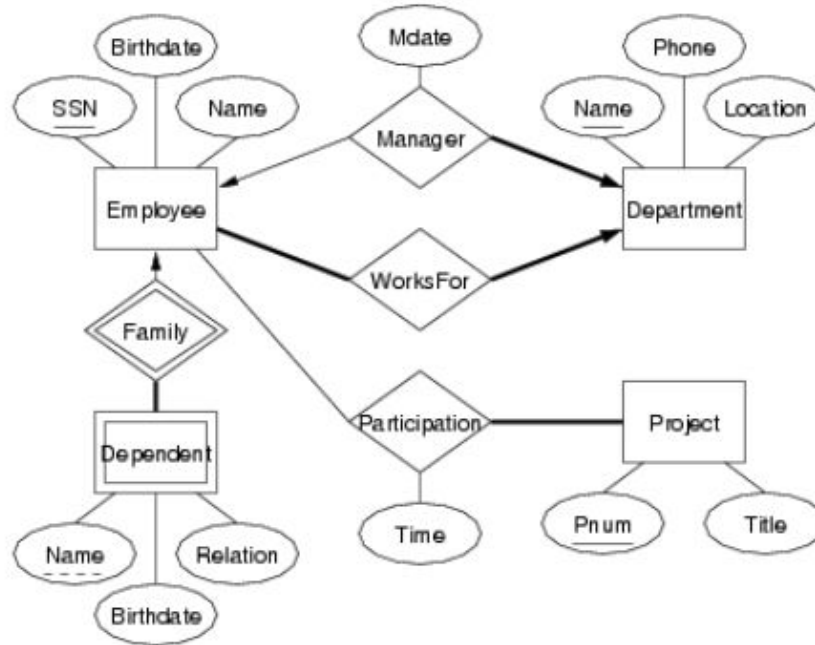 Birthdate
Mdate
Phone
SSN
Name
Name
Location
Manager
Employee
Department
WorksFor
Family
Participation
Project
Dependent
Name
Relation
Time
Pnum
Title
Birthdate